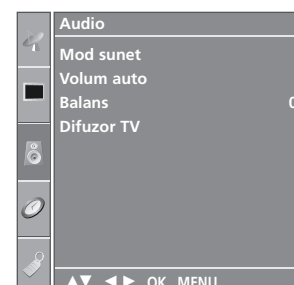 Audio
Mod sunet
Volum auto
Balans 0
Difuzor TV
▲▼ ◄► OK MENU